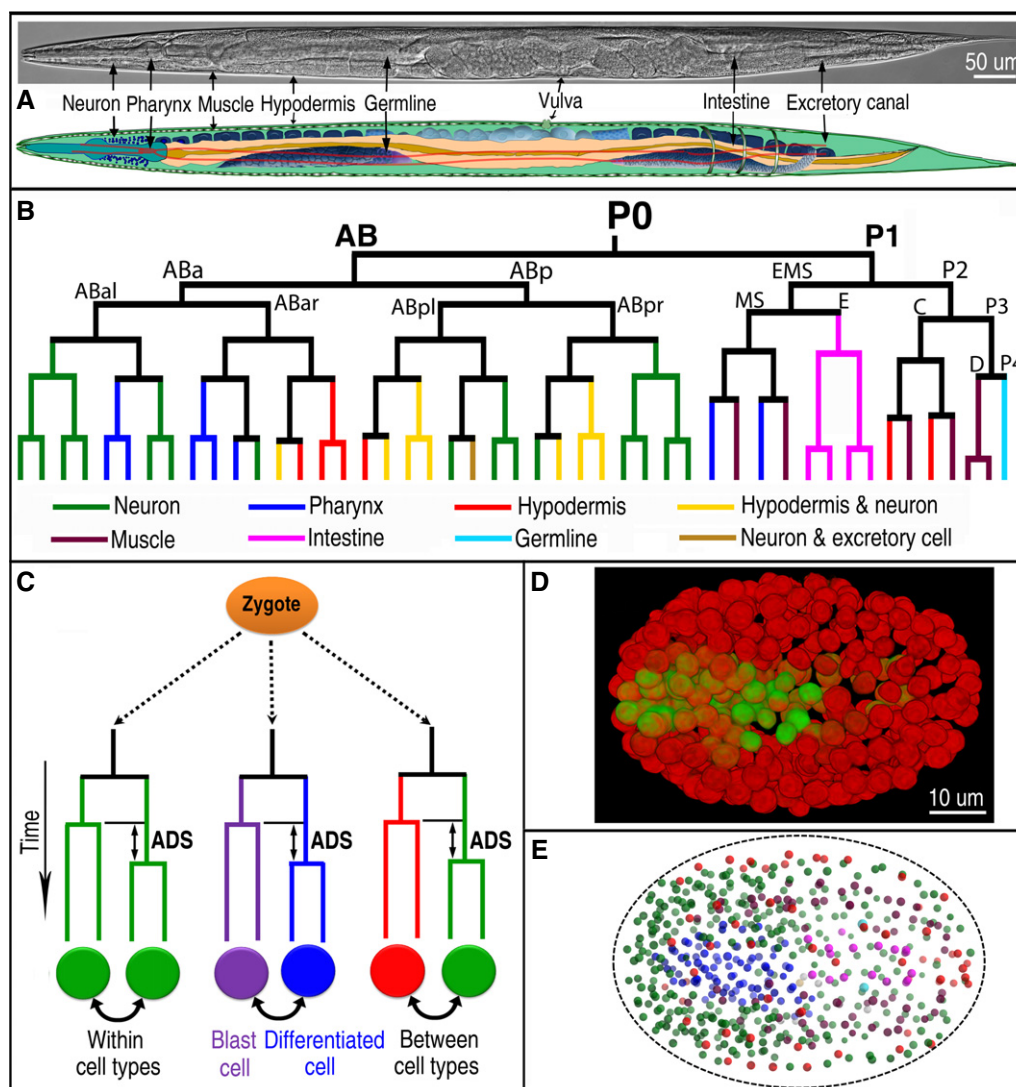 50 um
A
Neuron Pharynx Muscle Hypodermis Germline Vulva Intestine Excretory canal
B
P0
AB P1
ABa ABp EMS P2
ABal ABar ABpl ABpr MS E C P3
D P4
Neuron Pharynx Hypodermis Hypodermis & neuron
Muscle Intestine Germline Neuron & excretory cell
C
Zygote
Time
ADS ADS ADS
Within cell types
Blast cell
Differentiated cell
Between cell types
D
10 um
E